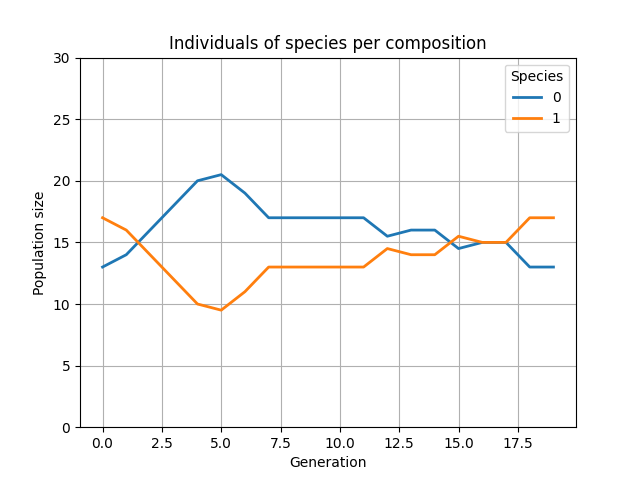 Individuals of species per composition
Species
0
1
30
25
20
15
10
5
0
Population size
0.0 2.5 5.0 7.5 10.0 12.5 15.0 17.5
Generation